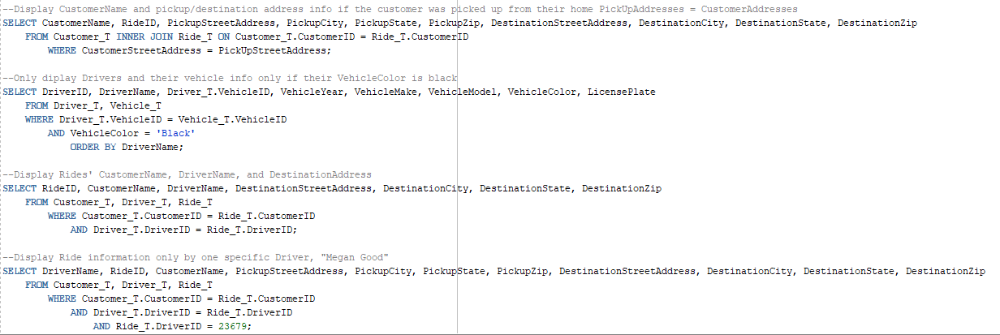 --Display CustomerName and pickup/destination address info if the customer was picked up from their home PickUpAddresses = CustomerAddresses
SELECT CustomerName, RideID, PickupStreetAddress, PickupCity, PickupState, PickupZip, DestinationStreetAddress, DestinationCity, DestinationState, DestinationZip
FROM Customer_T INNER JOIN Ride_T ON Customer_T.CustomerID = Ride_T.CustomerID
WHERE CustomerStreetAddress = PickUpStreetAddress;
--Only diplay Drivers and their vehicle info only if their VehicleColor is black
SELECT DriverID, DriverName, Driver_T.VehicleID, VehicleYear, VehicleMake, VehicleModel, VehicleColor, LicensePlate
FROM Driver_T, Vehicle_T
WHERE Driver_T.VehicleID = Vehicle_T.VehicleID
AND VehicleColor = 'Black'
ORDER BY DriverName;
--Display Rides' CustomerName, DriverName, and DestinationAddress
SELECT RideID, CustomerName, DriverName, DestinationStreetAddress, DestinationCity, DestinationState, DestinationZip
FROM Customer_T, Driver_T, Ride_T
WHERE Customer_T.CustomerID = Ride_T.CustomerID
AND Driver_T.DriverID = Ride_T.DriverID;
--Display Ride information only by one specific Driver, "Megan Good"
SELECT DriverName, RideID, CustomerName, PickupStreetAddress, PickupCity, PickupState, PickupZip, DestinationStreetAddress, DestinationCity, DestinationState, DestinationZip
FROM Customer_T, Driver_T, Ride_T
WHERE Customer_T.CustomerID = Ride_T.CustomerID
AND Driver_T.DriverID = Ride_T.DriverID
AND Ride_T.DriverID = 23679;